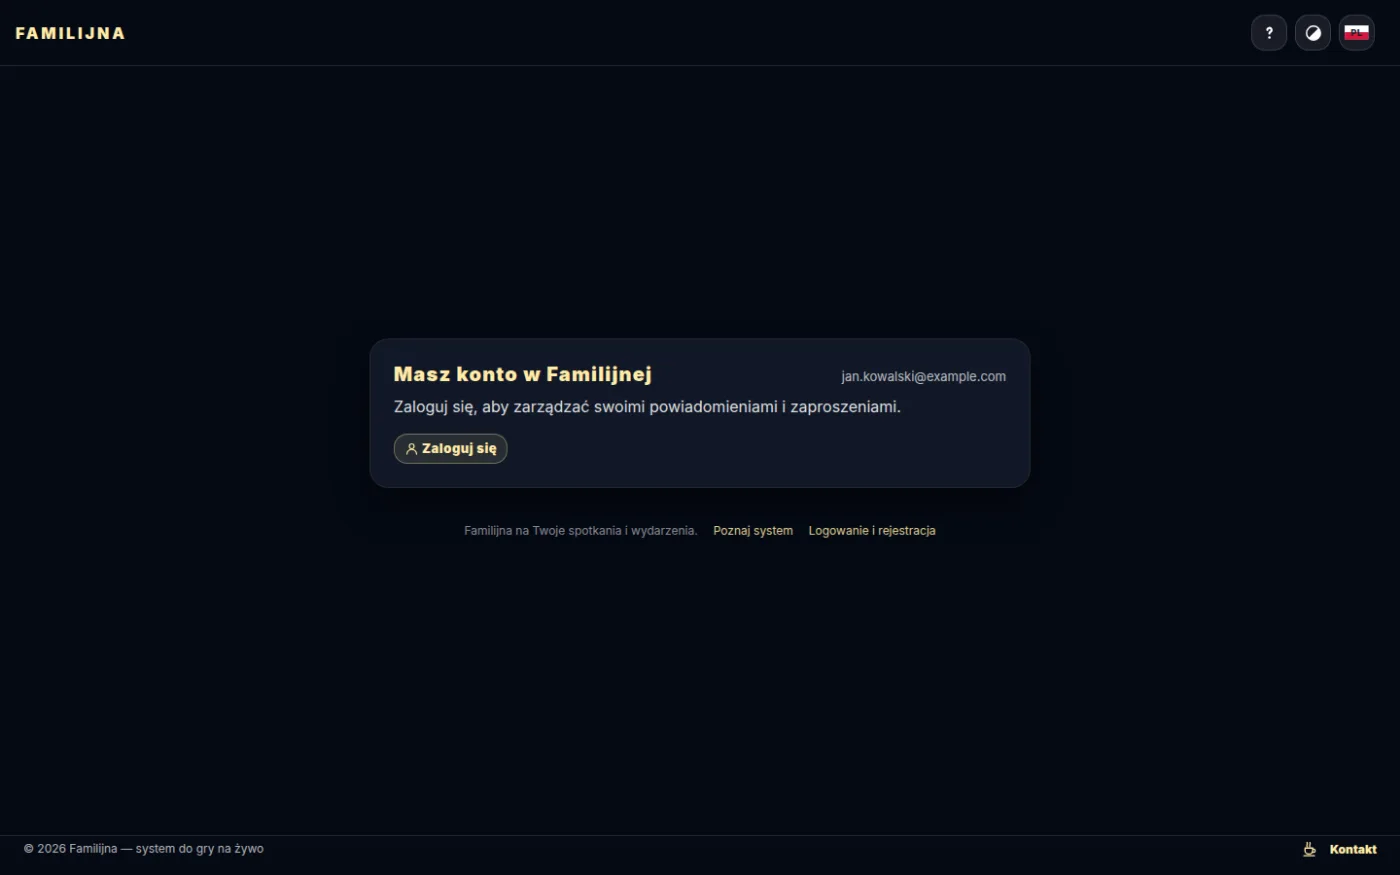 FAMILIJNA
?
PL
Masz konto w Familijnej
jan.kowalski@example.com
Zaloguj się, aby zarządzać swoimi powiadomieniami i zaproszeniami.
Zaloguj się
Familijna na Twoje spotkania i wydarzenia. Poznaj system Logowanie i rejestracja
© 2026 Familijna — system do gry na żywo
Kontakt